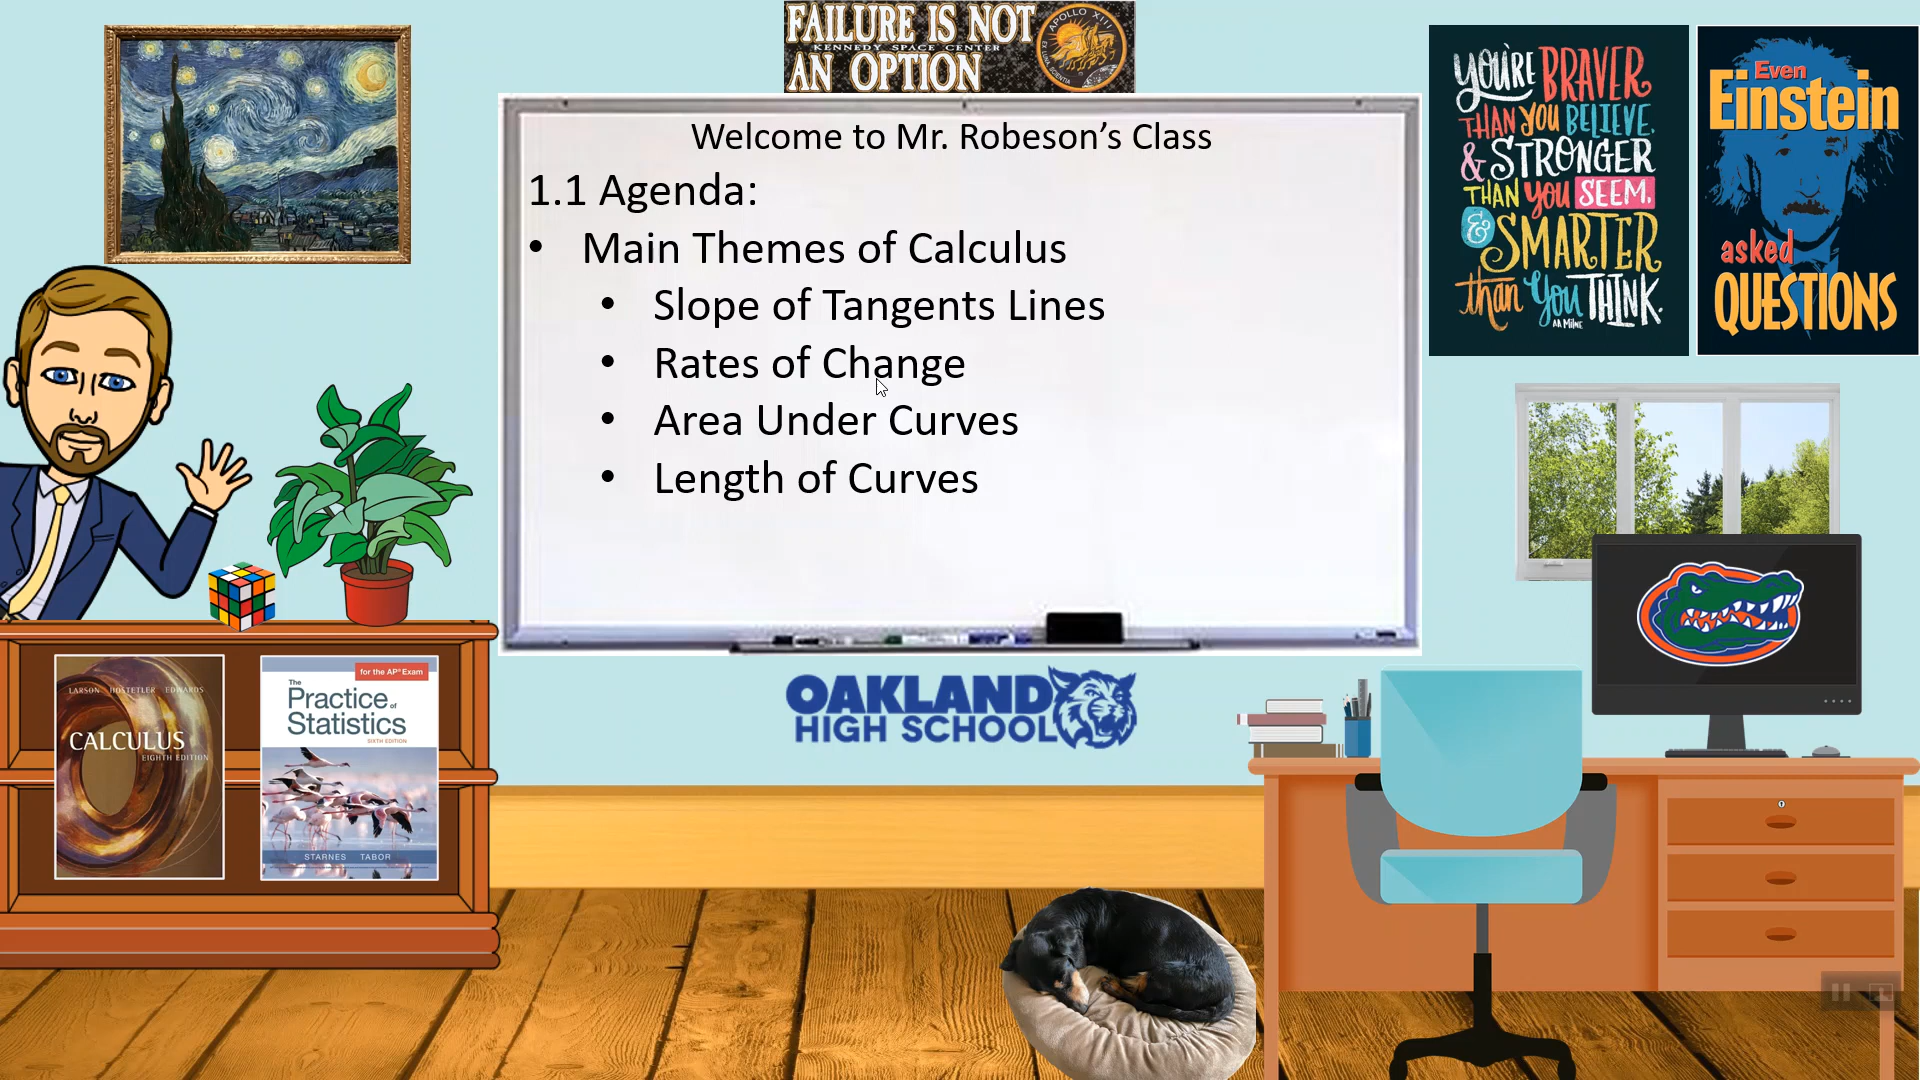 FAILURE IS NOT
KENNEDY SPACE CENTER
AN OPTION
APOLLO XIII
Welcome to Mr. Robeson’s Class
1.1 Agenda:
• Main Themes of Calculus
• Slope of Tangents Lines
• Rates of Change
• Area Under Curves
• Length of Curves
YOU'RE BRAVER
THAN YOU BELIEVE,
& STRONGER
THAN YOU SEEM,
& SMARTER
than you THINK.
AA MILNE
Even
Einstein
asked
QUESTIONS
LARSON HOSTETLER EDWARDS
CALCULUS
EIGHTH EDITION
for the AP® Exam
The
Practice of
Statistics
SIXTH EDITION
STARNES TABOR
OAKLAND
HIGH SCHOOL